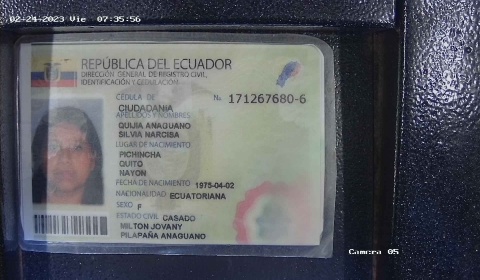 02-24-2023 Vie 07:35:56
REPÚBLICA DEL ECUADOR
DIRECCIÓN GENERAL DE REGISTRO CIVIL,
IDENTIFICACIÓN Y CEDULACIÓN
CÉDULA DE No. 171267680-6
CIUDADANÍA
APELLIDOS Y NOMBRES
QUIJIA ANAGUANO
SILVIA NARCISA
LUGAR DE NACIMIENTO
PICHINCHA
QUITO
NAYON
FECHA DE NACIMIENTO 1975-04-02
NACIONALIDAD ECUATORIANA
SEXO F
ESTADO CIVIL CASADO
MILTON JOVANY
PILAPAÑA ANAGUANO
Camera 05